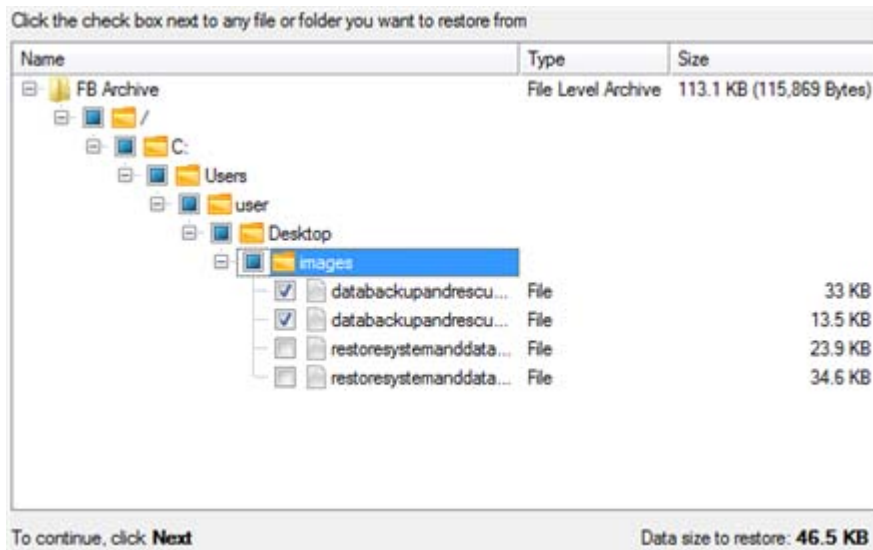 Click the check box next to any file or folder you want to restore from
Name Type Size
FB Archive File Level Archive 113.1 KB (115,869 Bytes)
/
C:
Users
user
Desktop
images
databackupandrescu... File 33 KB
databackupandrescu... File 13.5 KB
restoresystemanddata... File 23.9 KB
restoresystemanddata... File 34.6 KB
To continue, click Next Data size to restore: 46.5 KB